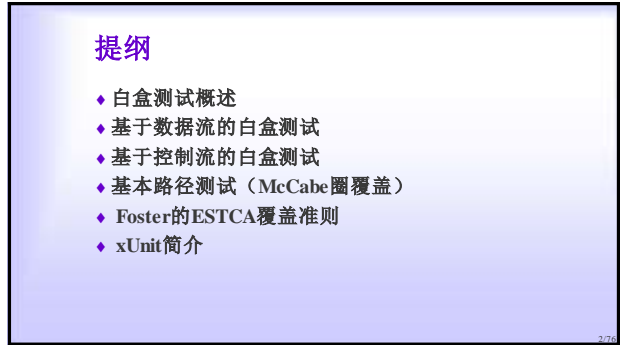 提纲
♦ 白盒测试概述
♦ 基于数据流的白盒测试
♦ 基于控制流的白盒测试
♦ 基本路径测试（McCabe圈覆盖）
♦ Foster的ESTCA覆盖准则
♦ xUnit简介
2/76